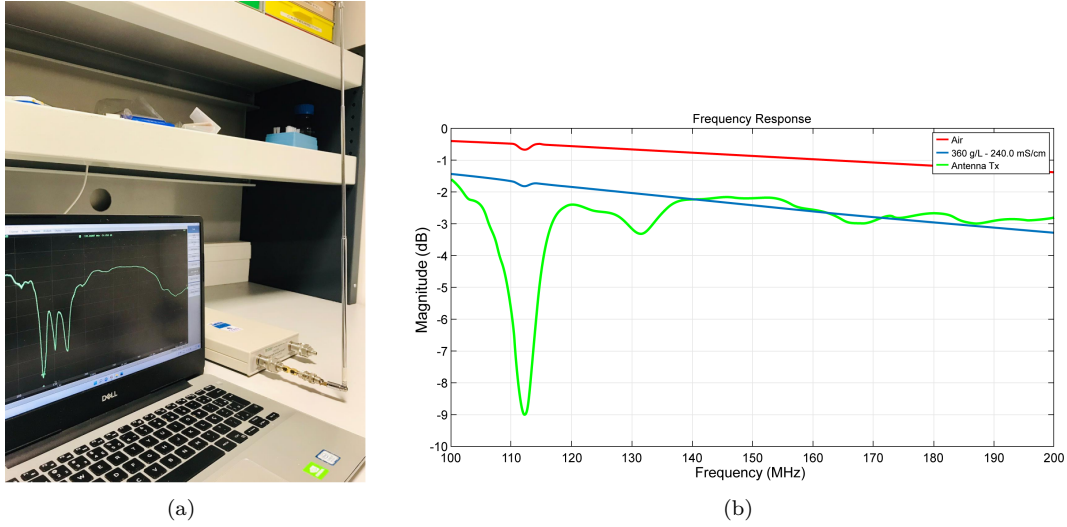 DELL
(a)
Frequency Response
Air
360 g/L - 240.0 mS/cm
Antenna Tx
Magnitude (dB)
0
-1
-2
-3
-4
-5
-6
-7
-8
-9
-10
100 110 120 130 140 150 160 170 180 190 200
Frequency (MHz)
(b)